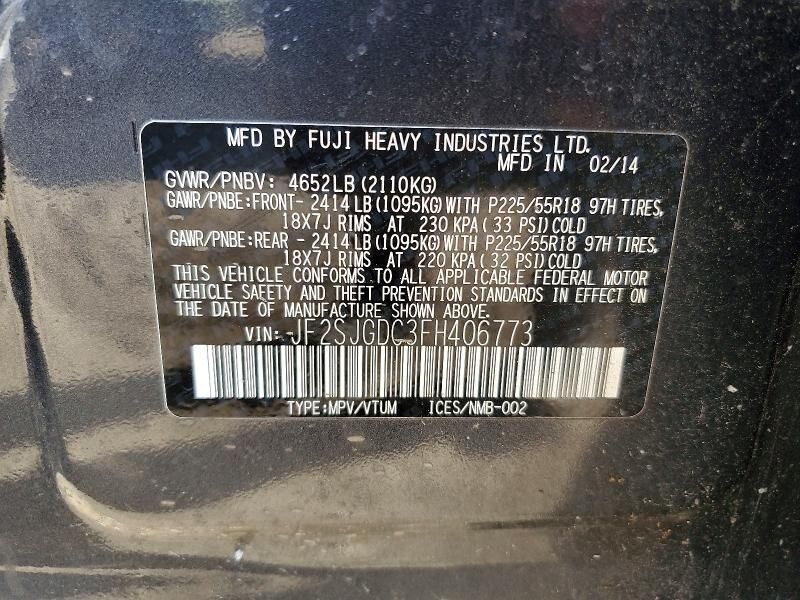 MFD BY FUJI HEAVY INDUSTRIES LTD.
MFD IN 02/14
GVWR/PNBV: 4652LB(2110KG)
GAWR/PNBE:FRONT- 2414LB(1095KG)WITH P225/55R18 97H TIRES,
18X7J RIMS AT 230 KPA(33 PSI)COLD
GAWR/PNBE:REAR - 2414LB(1095KG)WITH P225/55R18 97H TIRES,
18X7J RIMS AT 220 KPA(32 PSI)COLD
THIS VEHICLE CONFORMS TO ALL APPLICABLE FEDERAL MOTOR
VEHICLE SAFETY AND THEFT PREVENTION STANDARDS IN EFFECT ON
THE DATE OF MANUFACTURE SHOWN ABOVE.
VIN: JF2SJGDC3FH406773
TYPE:MPV/VTUM ICES/NMB-002